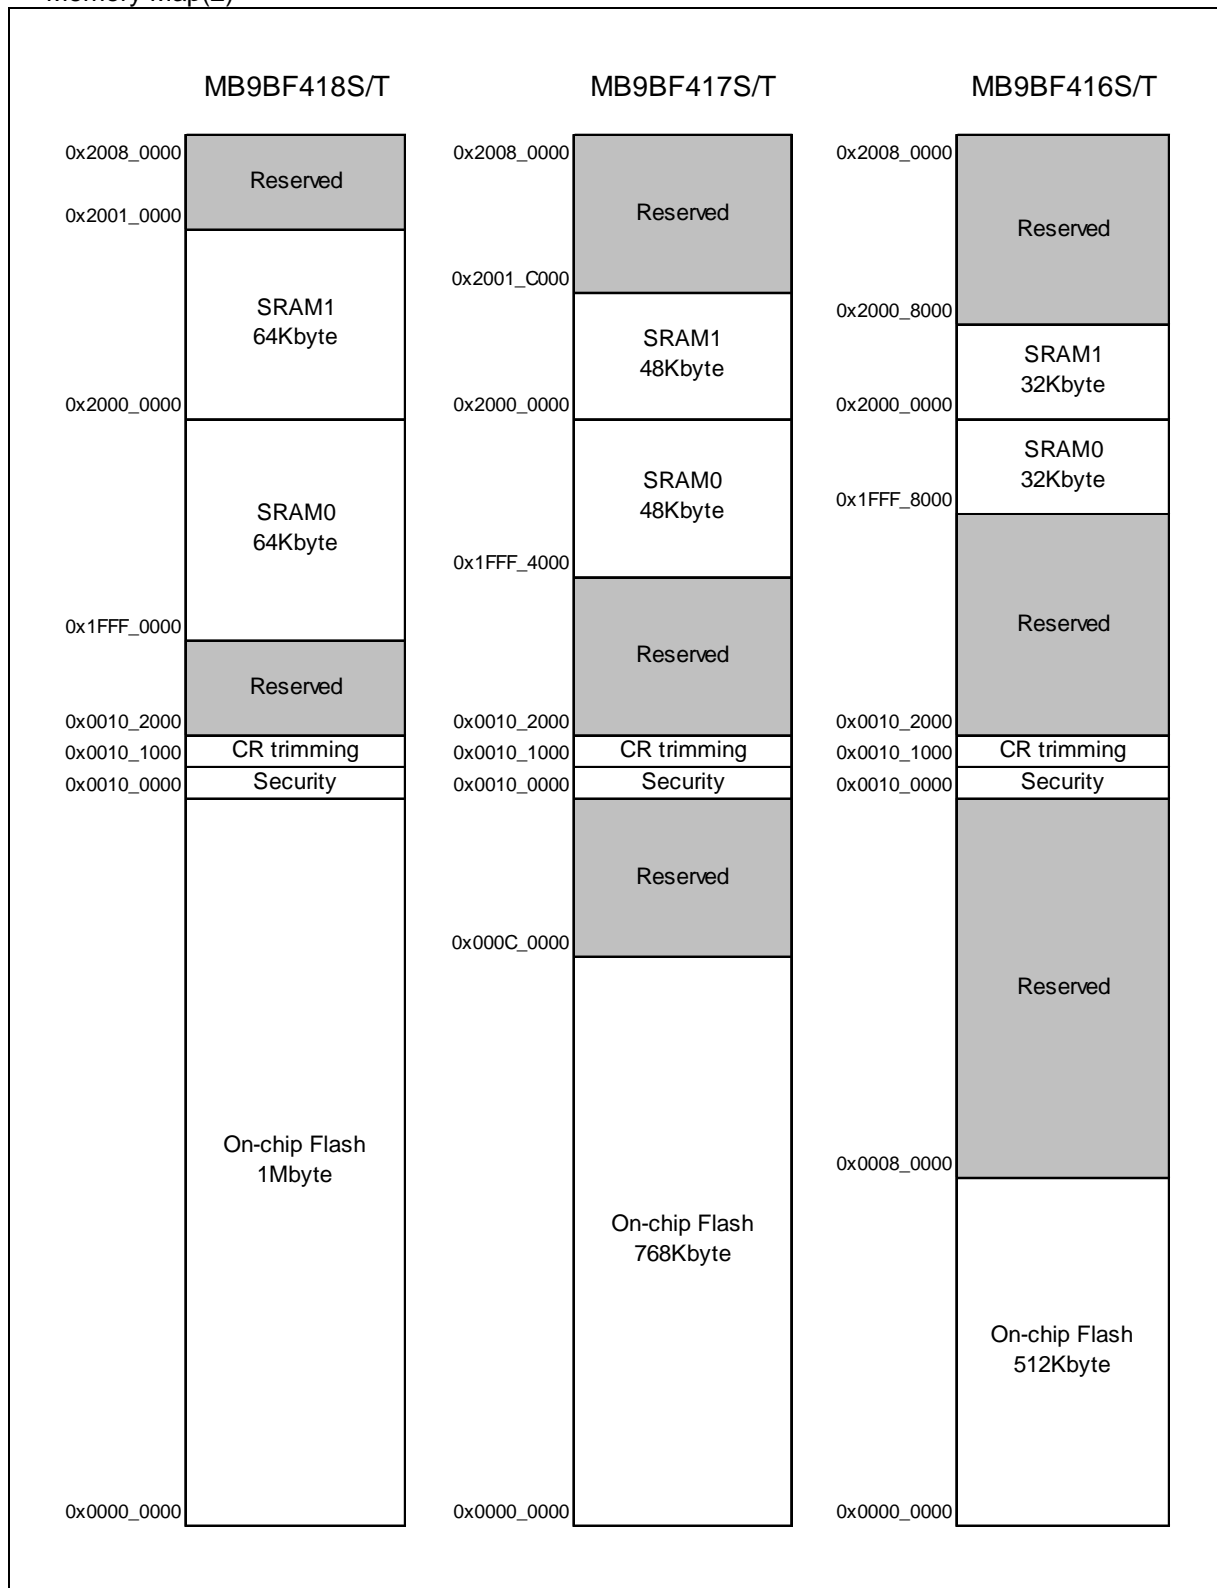 Memory Map(2)
MB9BF418S/T
0x2008_0000
Reserved
0x2001_0000
SRAM1
64Kbyte
0x2000_0000
SRAM0
64Kbyte
0x1FFF_0000
Reserved
0x0010_2000
CR trimming
0x0010_1000
Security
0x0010_0000
On-chip Flash
1Mbyte
0x0000_0000
MB9BF417S/T
0x2008_0000
Reserved
0x2001_C000
SRAM1
48Kbyte
0x2000_0000
SRAM0
48Kbyte
0x1FFF_4000
Reserved
0x0010_2000
CR trimming
0x0010_1000
Security
0x0010_0000
Reserved
0x000C_0000
On-chip Flash
768Kbyte
0x0000_0000
MB9BF416S/T
0x2008_0000
Reserved
0x2000_8000
SRAM1
32Kbyte
0x2000_0000
SRAM0
32Kbyte
0x1FFF_8000
Reserved
0x0010_2000
CR trimming
0x0010_1000
Security
0x0010_0000
Reserved
0x0008_0000
On-chip Flash
512Kbyte
0x0000_0000